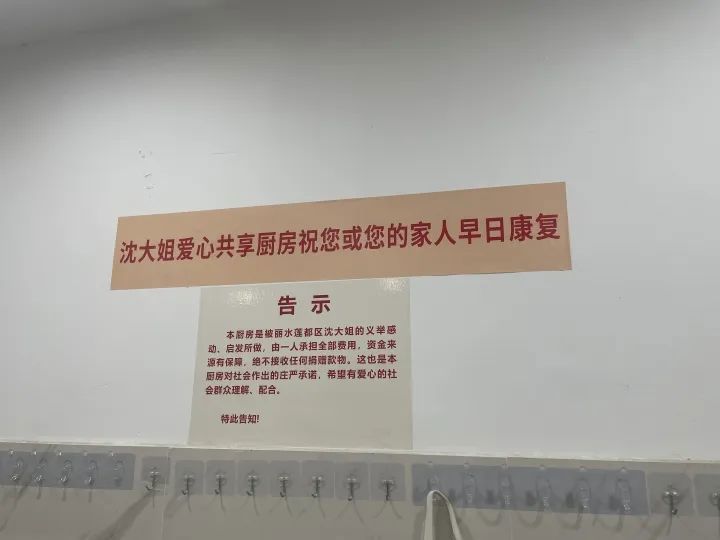 沈大姐爱心共享厨房祝您或您的家人早日康复
告示
本厨房是被丽水莲都区沈大姐的义举感
动、启发所做，由一人承担全部费用，资金来
源有保障，绝不接收任何捐赠款物。这也是本
厨房对社会作出的庄严承诺，希望有爱心的社
会群众理解、配合。
特此告知!